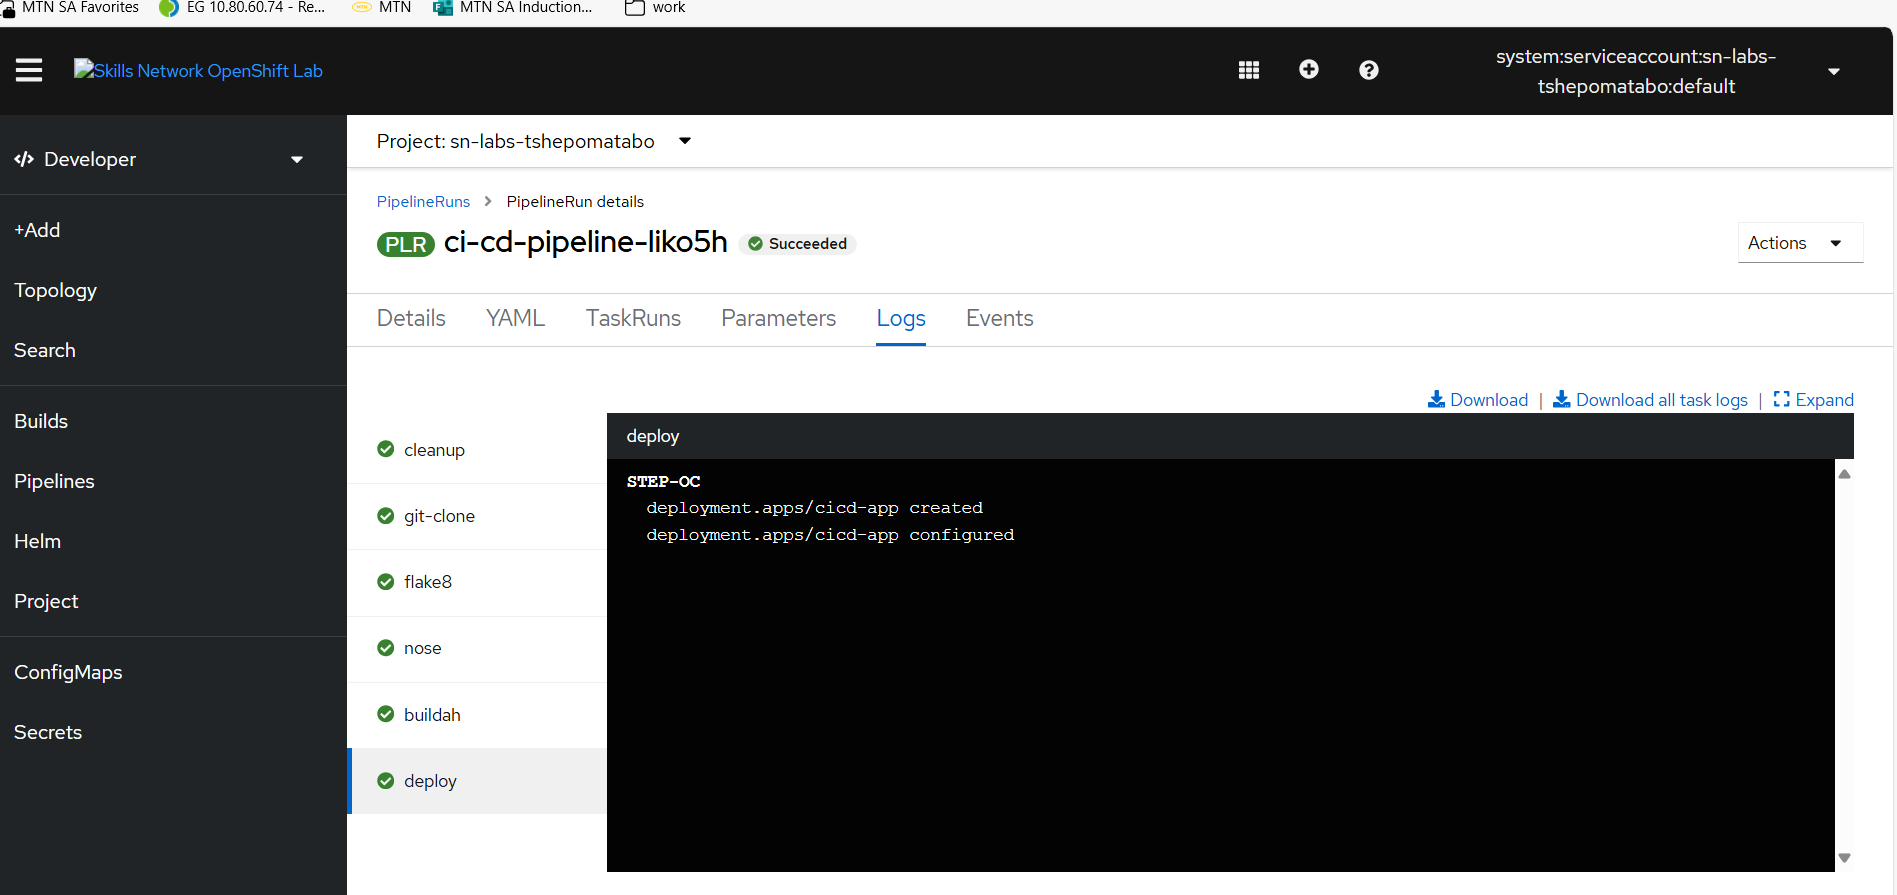 MTN SA Favorites
EG 10.80.60.74 - Re...
MTN
MTN SA Induction...
work
Skills Network OpenShift Lab
system:serviceaccount:sn-labs-
tshepomatabo:default
Developer
+Add
Topology
Search
Builds
Pipelines
Helm
Project
ConfigMaps
Secrets
Project: sn-labs-tshepomatabo
PipelineRuns > PipelineRun details
PLR ci-cd-pipeline-liko5h Succeeded
Actions
Details YAML TaskRuns Parameters Logs Events
Download | Download all task logs | Expand
cleanup
git-clone
flake8
nose
buildah
deploy
deploy
STEP-OC
deployment.apps/cicd-app created
deployment.apps/cicd-app configured